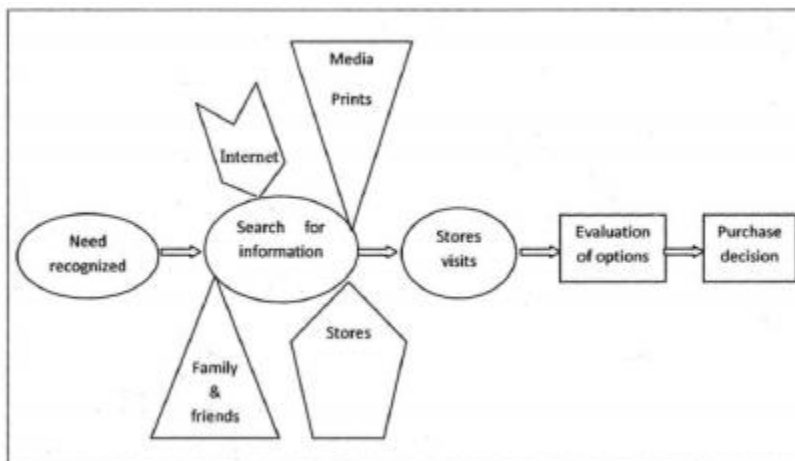 Media
Prints
Internet
Need
recognized
Search for
information
Stores
visits
Evaluation
of options
Purchase
decision
Stores
Family
&
friends